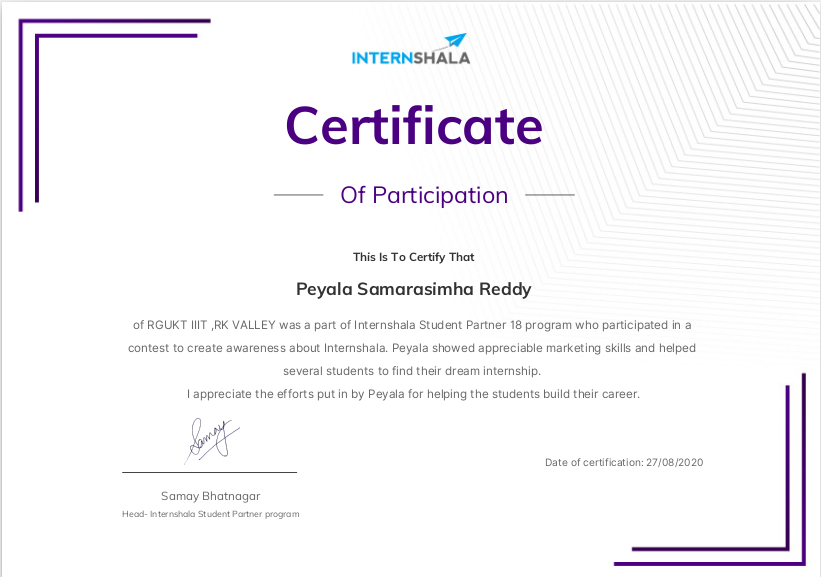 INTERNSHALA
Certificate
Of Participation
This Is To Certify That
Peyala Samarasimha Reddy
of RGUKT IIIT ,RK VALLEY was a part of Internshala Student Partner 18 program who participated in a
contest to create awareness about Internshala. Peyala showed appreciable marketing skills and helped
several students to find their dream internship.
I appreciate the efforts put in by Peyala for helping the students build their career.
Samay
Date of certification: 27/08/2020
Samay Bhatnagar
Head- Internshala Student Partner program